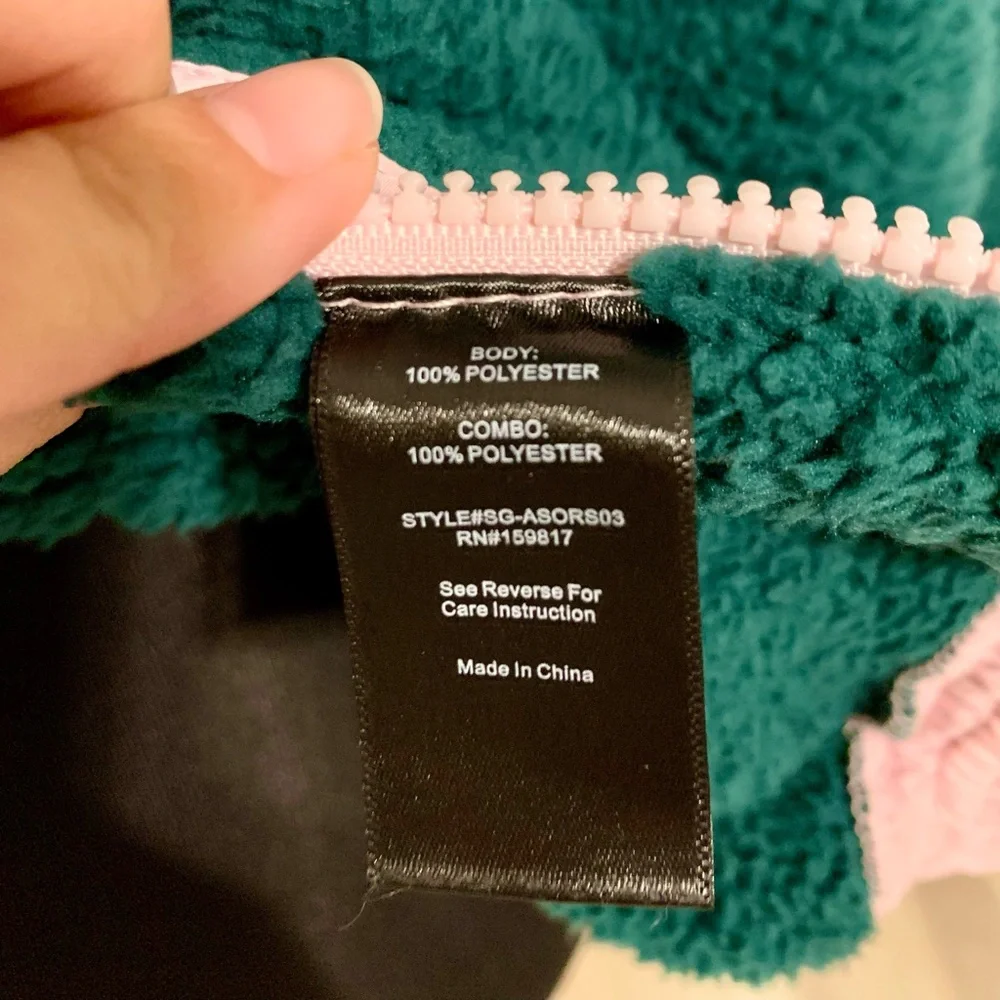 BODY:
100% POLYESTER
COMBO:
100% POLYESTER
STYLE#SG-ASORS03
RN#159817
See Reverse For
Care Instruction
Made In China